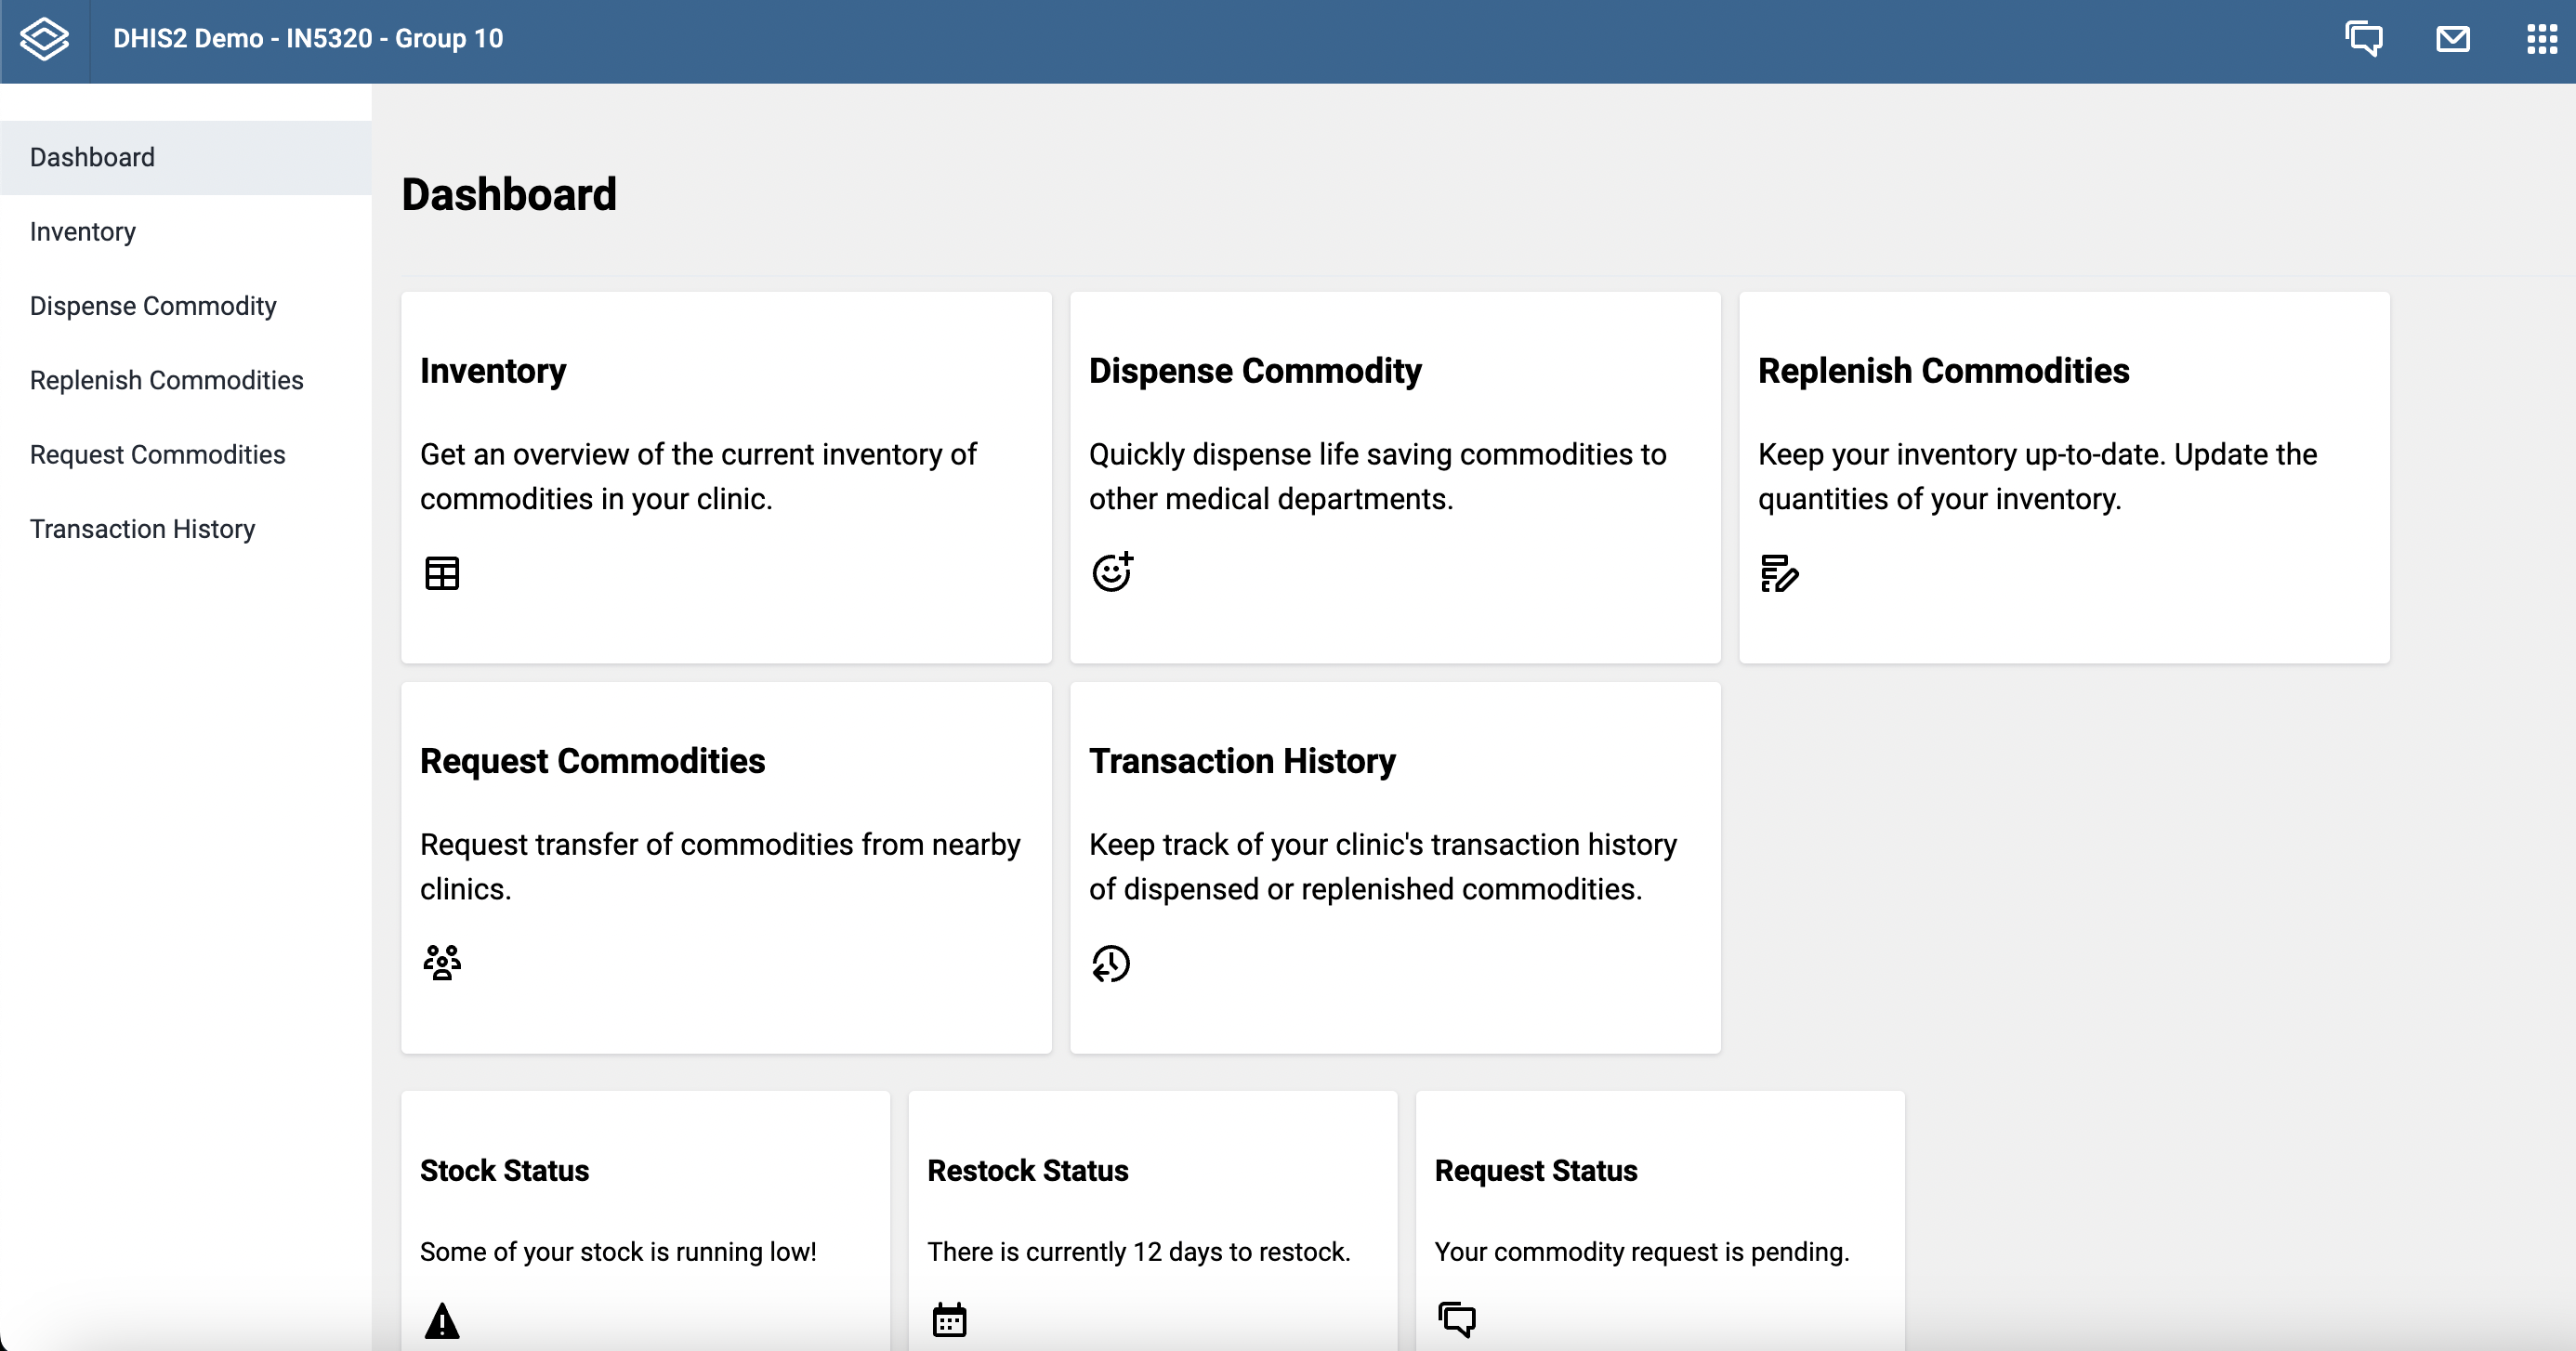 DHIS2 Demo - IN5320 - Group 10
Dashboard
Inventory
Dispense Commodity
Replenish Commodities
Request Commodities
Transaction History
Dashboard
Inventory
Get an overview of the current inventory of
commodities in your clinic.
Dispense Commodity
Quickly dispense life saving commodities to
other medical departments.
Replenish Commodities
Keep your inventory up-to-date. Update the
quantities of your inventory.
Request Commodities
Request transfer of commodities from nearby
clinics.
Transaction History
Keep track of your clinic's transaction history
of dispensed or replenished commodities.
Stock Status
Some of your stock is running low!
Restock Status
There is currently 12 days to restock.
Request Status
Your commodity request is pending.